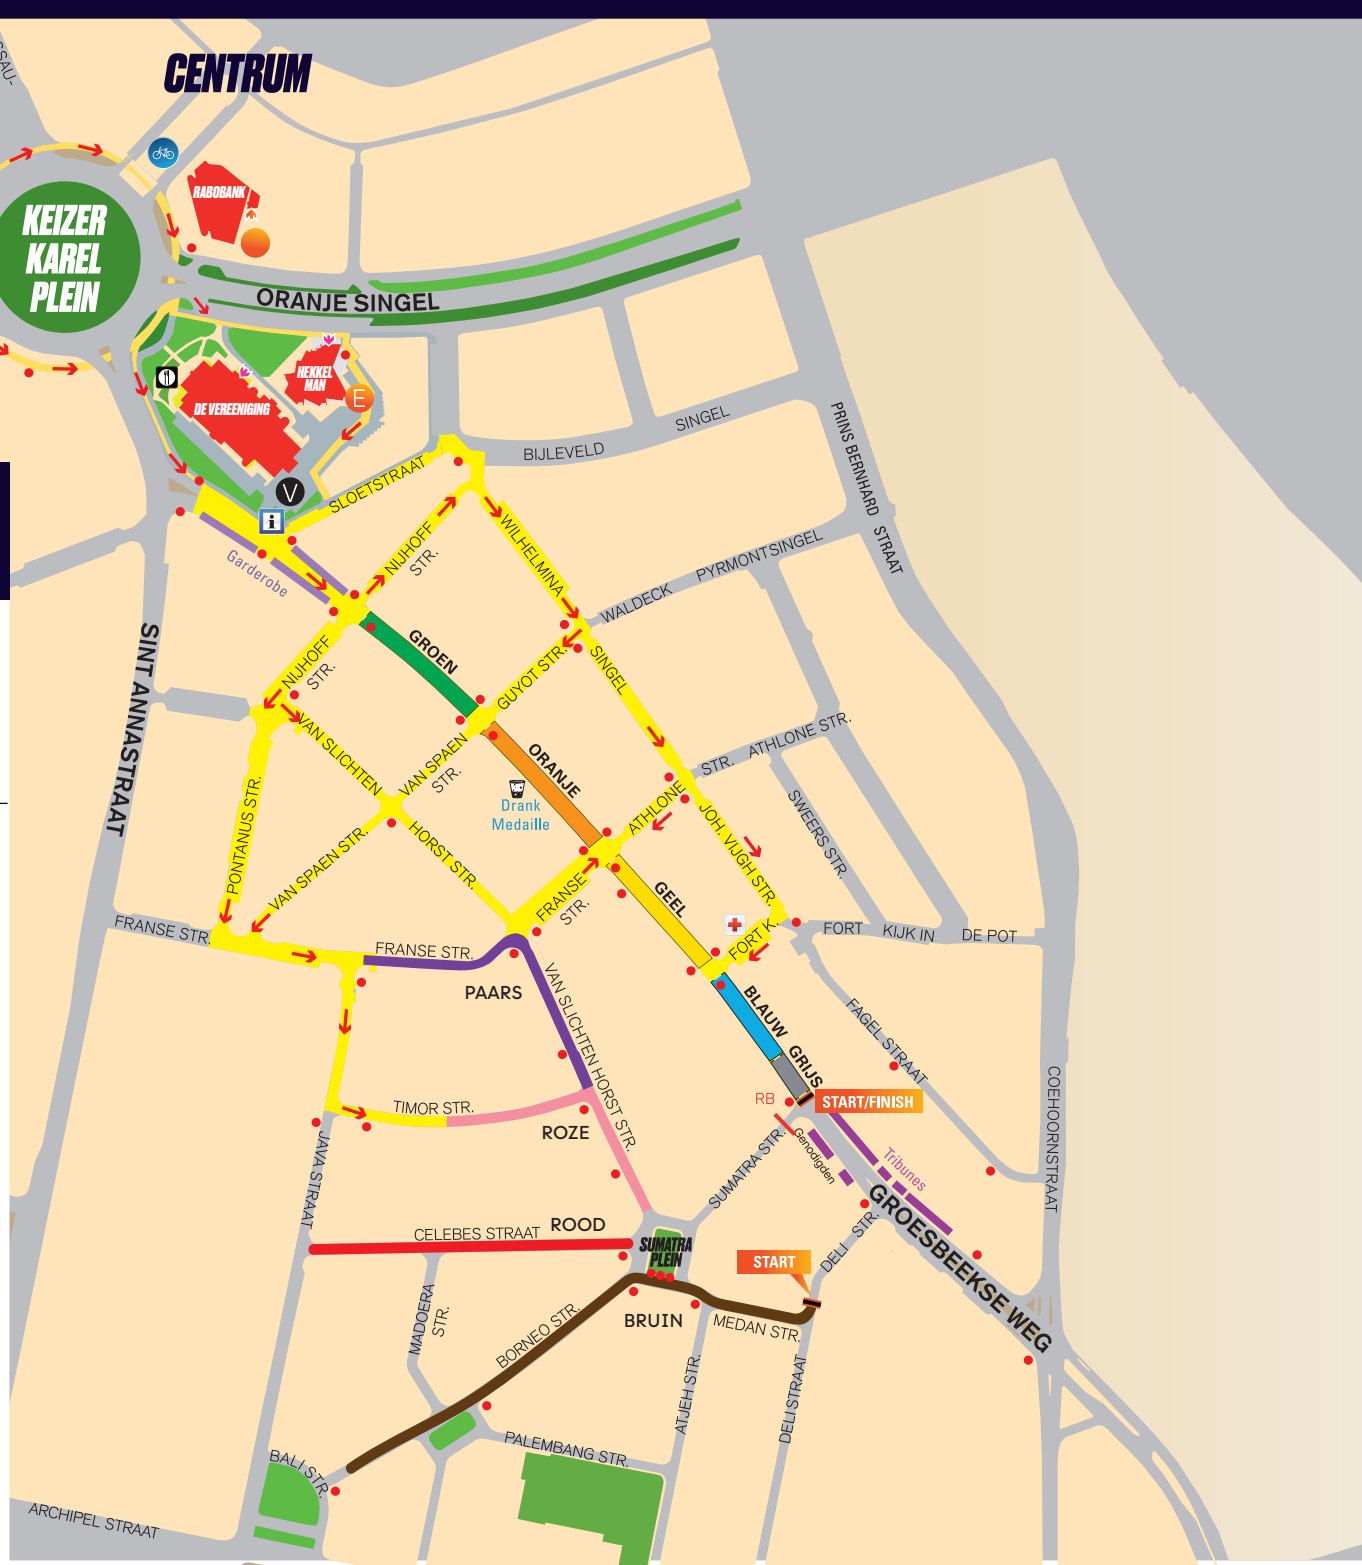 SSAU-
CENTRUM
RABOBANK
KEIZER
KAREL
PLEIN
ORANJE SINGEL
HEKKEL
MAN
DE VEREENIGING
E
V
i
SLOETSTRAAT
BIJLEVELD
SINGEL
PRINS BERNHARD STRAAT
Garderobe
NIJHOFF
STR.
WILHELMINA
SINGEL
WALDECK
PYRMONTSINGEL
SINT ANNASTRAAT
NIJHOFF
STR.
GROEN
GUYOT STR.
VAN SLICHTEN
HORST STR.
VAN SPAEN
STR.
ORANJE
Drank
Medaille
STR.
ATHLONE STR.
ATHLONE
PONTANUS STR.
VAN SPAEN STR.
JOH. VIJGH STR.
SWEERS STR.
FRANSE
STR.
GEEL
FRANSE STR.
FRANSE STR.
FORT K.
FORT
KIJK IN
DE POT
PAARS
VAN SLICHTEN HORST STR.
BLAUW
GRIJS
FAGEL STRAAT
COEHOORNSTRAAT
RB
START/FINISH
TIMOR STR.
ROZE
JAVA STRAAT
SUMATRA STR.
Genodigden
Tribunes
GROESBEEKSE WEG
ROOD
CELEBES STRAAT
SUMATRA
PLEIN
START
DELI STR.
MADOERA
STR.
BORNEO STR.
BRUIN
MEDAN STR.
ATJEH STR.
DELI STRAAT
PALEMBANG STR.
BALI STR.
ARCHIPEL STRAAT